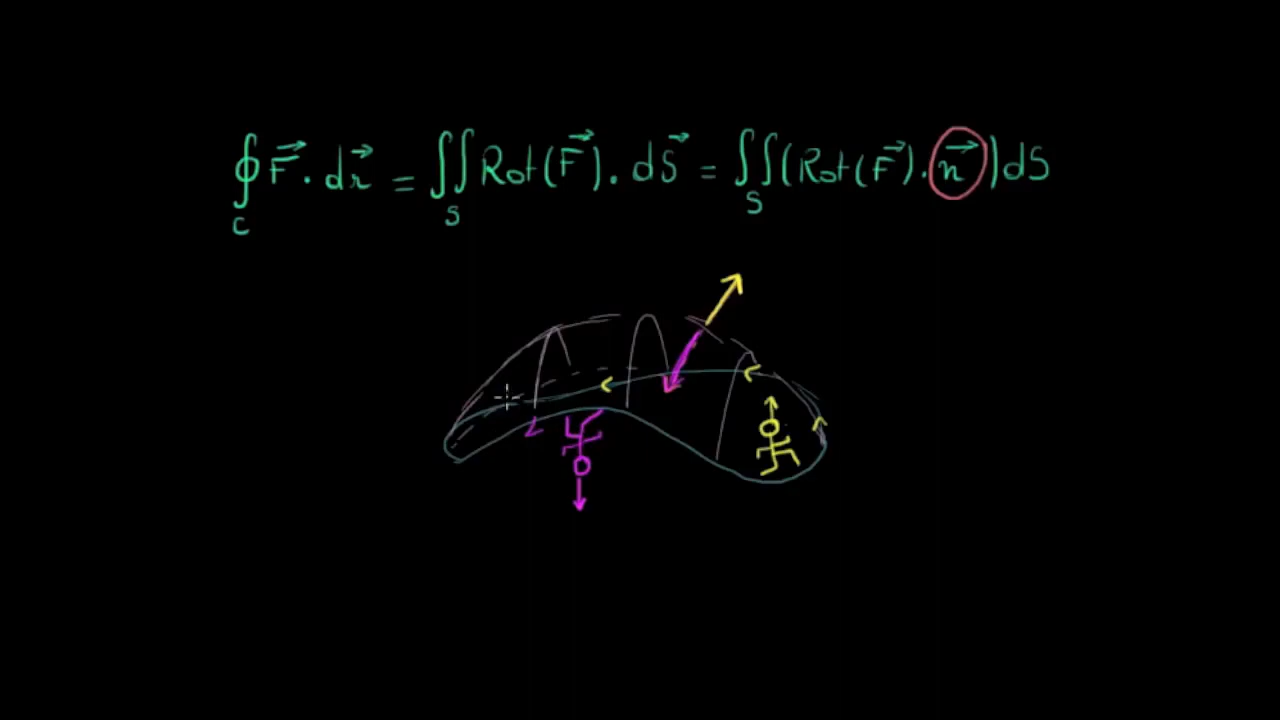 ∮_C F⃗ · dr⃗ = ∬_S Rot(F⃗) · dS⃗ = ∬_S (Rot(F⃗) · n⃗) dS